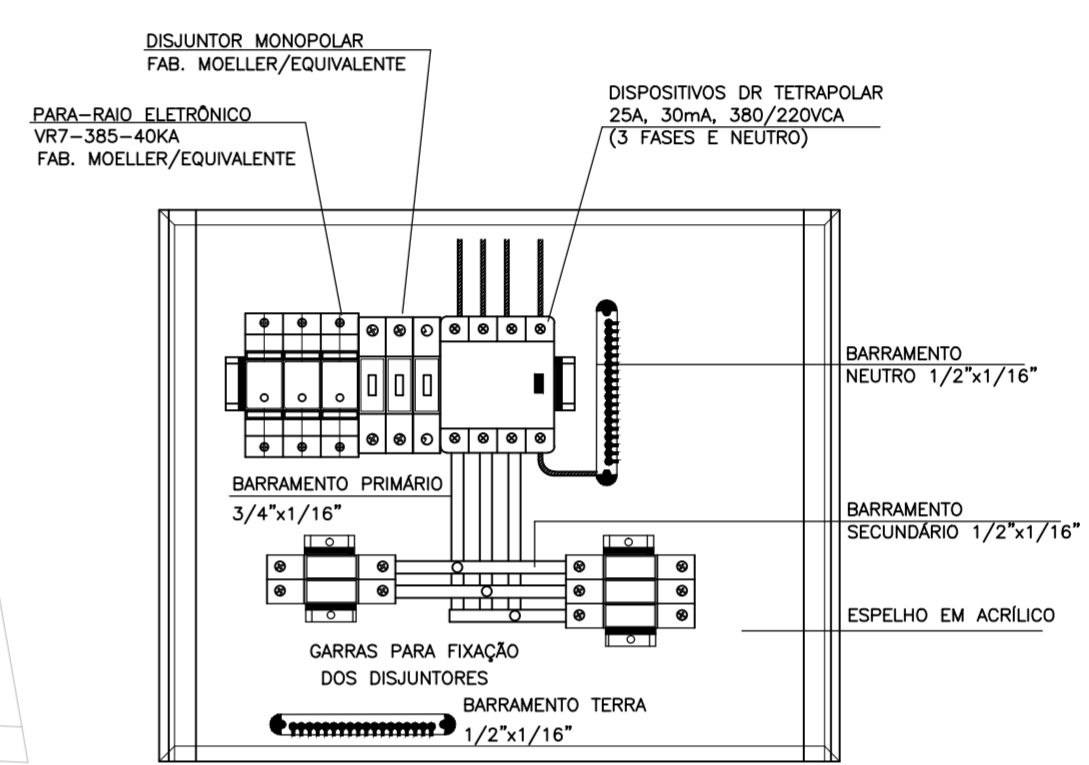 DISJUNTOR MONOPOLAR
FAB. MOELLER/EQUIVALENTE
PARA-RAIO ELETRÔNICO
VR7-385-40KA
FAB. MOELLER/EQUIVALENTE
DISPOSITIVOS DR TETRAPOLAR
25A, 30mA, 380/220VCA
(3 FASES E NEUTRO)
BARRAMENTO
NEUTRO 1/2"x1/16"
BARRAMENTO PRIMÁRIO
3/4"x1/16"
BARRAMENTO
SECUNDÁRIO 1/2"x1/16"
ESPELHO EM ACRÍLICO
GARRAS PARA FIXAÇÃO
DOS DISJUNTORES
BARRAMENTO TERRA
1/2"x1/16"